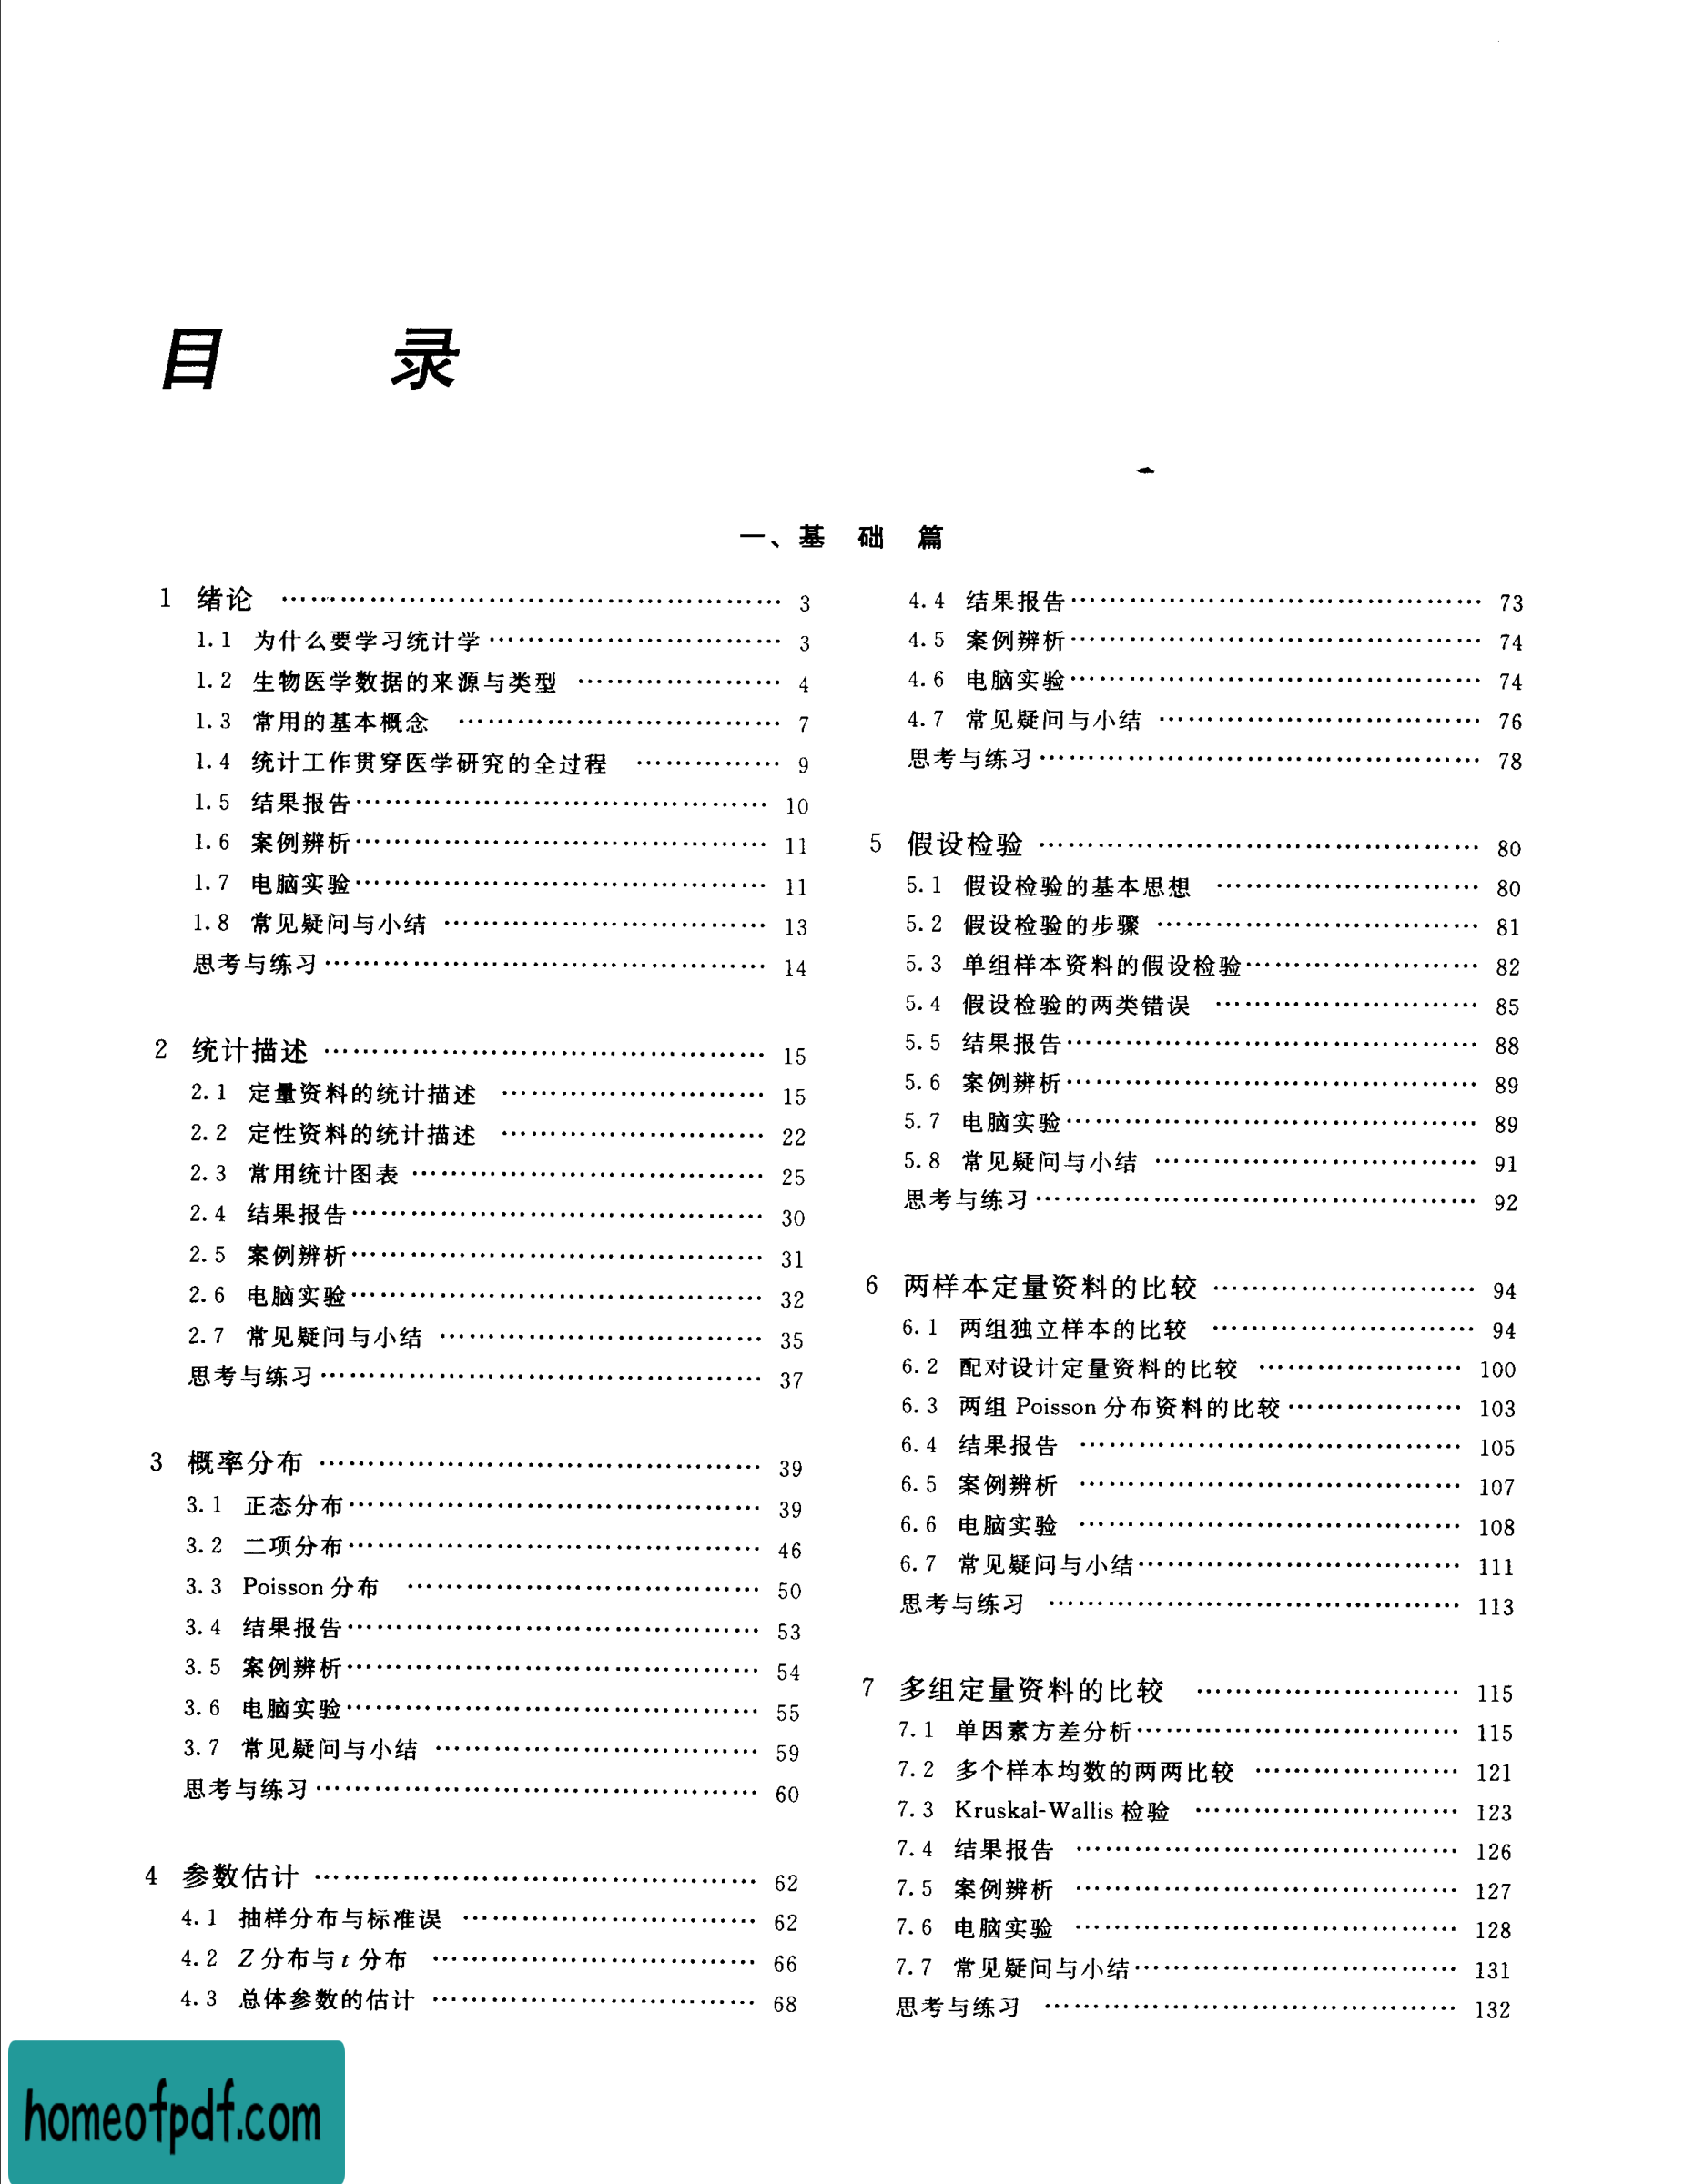 目 录
一、基 础 篇
1 绪论 …… 3
1.1 为什么要学习统计学 …… 3
1.2 生物医学数据的来源与类型 …… 4
1.3 常用的基本概念 …… 7
1.4 统计工作贯穿医学研究的全过程 …… 9
1.5 结果报告 …… 10
1.6 案例辨析 …… 11
1.7 电脑实验 …… 11
1.8 常见疑问与小结 …… 13
思考与练习 …… 14
2 统计描述 …… 15
2.1 定量资料的统计描述 …… 15
2.2 定性资料的统计描述 …… 22
2.3 常用统计图表 …… 25
2.4 结果报告 …… 30
2.5 案例辨析 …… 31
2.6 电脑实验 …… 32
2.7 常见疑问与小结 …… 35
思考与练习 …… 37
3 概率分布 …… 39
3.1 正态分布 …… 39
3.2 二项分布 …… 46
3.3 Poisson 分布 …… 50
3.4 结果报告 …… 53
3.5 案例辨析 …… 54
3.6 电脑实验 …… 55
3.7 常见疑问与小结 …… 59
思考与练习 …… 60
4 参数估计 …… 62
4.1 抽样分布与标准误 …… 62
4.2 Z 分布与 t 分布 …… 66
4.3 总体参数的估计 …… 68
4.4 结果报告 …… 73
4.5 案例辨析 …… 74
4.6 电脑实验 …… 74
4.7 常见疑问与小结 …… 76
思考与练习 …… 78
5 假设检验 …… 80
5.1 假设检验的基本思想 …… 80
5.2 假设检验的步骤 …… 81
5.3 单组样本资料的假设检验 …… 82
5.4 假设检验的两类错误 …… 85
5.5 结果报告 …… 88
5.6 案例辨析 …… 89
5.7 电脑实验 …… 89
5.8 常见疑问与小结 …… 91
思考与练习 …… 92
6 两样本定量资料的比较 …… 94
6.1 两组独立样本的比较 …… 94
6.2 配对设计定量资料的比较 …… 100
6.3 两组 Poisson 分布资料的比较 …… 103
6.4 结果报告 …… 105
6.5 案例辨析 …… 107
6.6 电脑实验 …… 108
6.7 常见疑问与小结 …… 111
思考与练习 …… 113
7 多组定量资料的比较 …… 115
7.1 单因素方差分析 …… 115
7.2 多个样本均数的两两比较 …… 121
7.3 Kruskal-Wallis 检验 …… 123
7.4 结果报告 …… 126
7.5 案例辨析 …… 127
7.6 电脑实验 …… 128
7.7 常见疑问与小结 …… 131
思考与练习 …… 132
homeofpdf.com